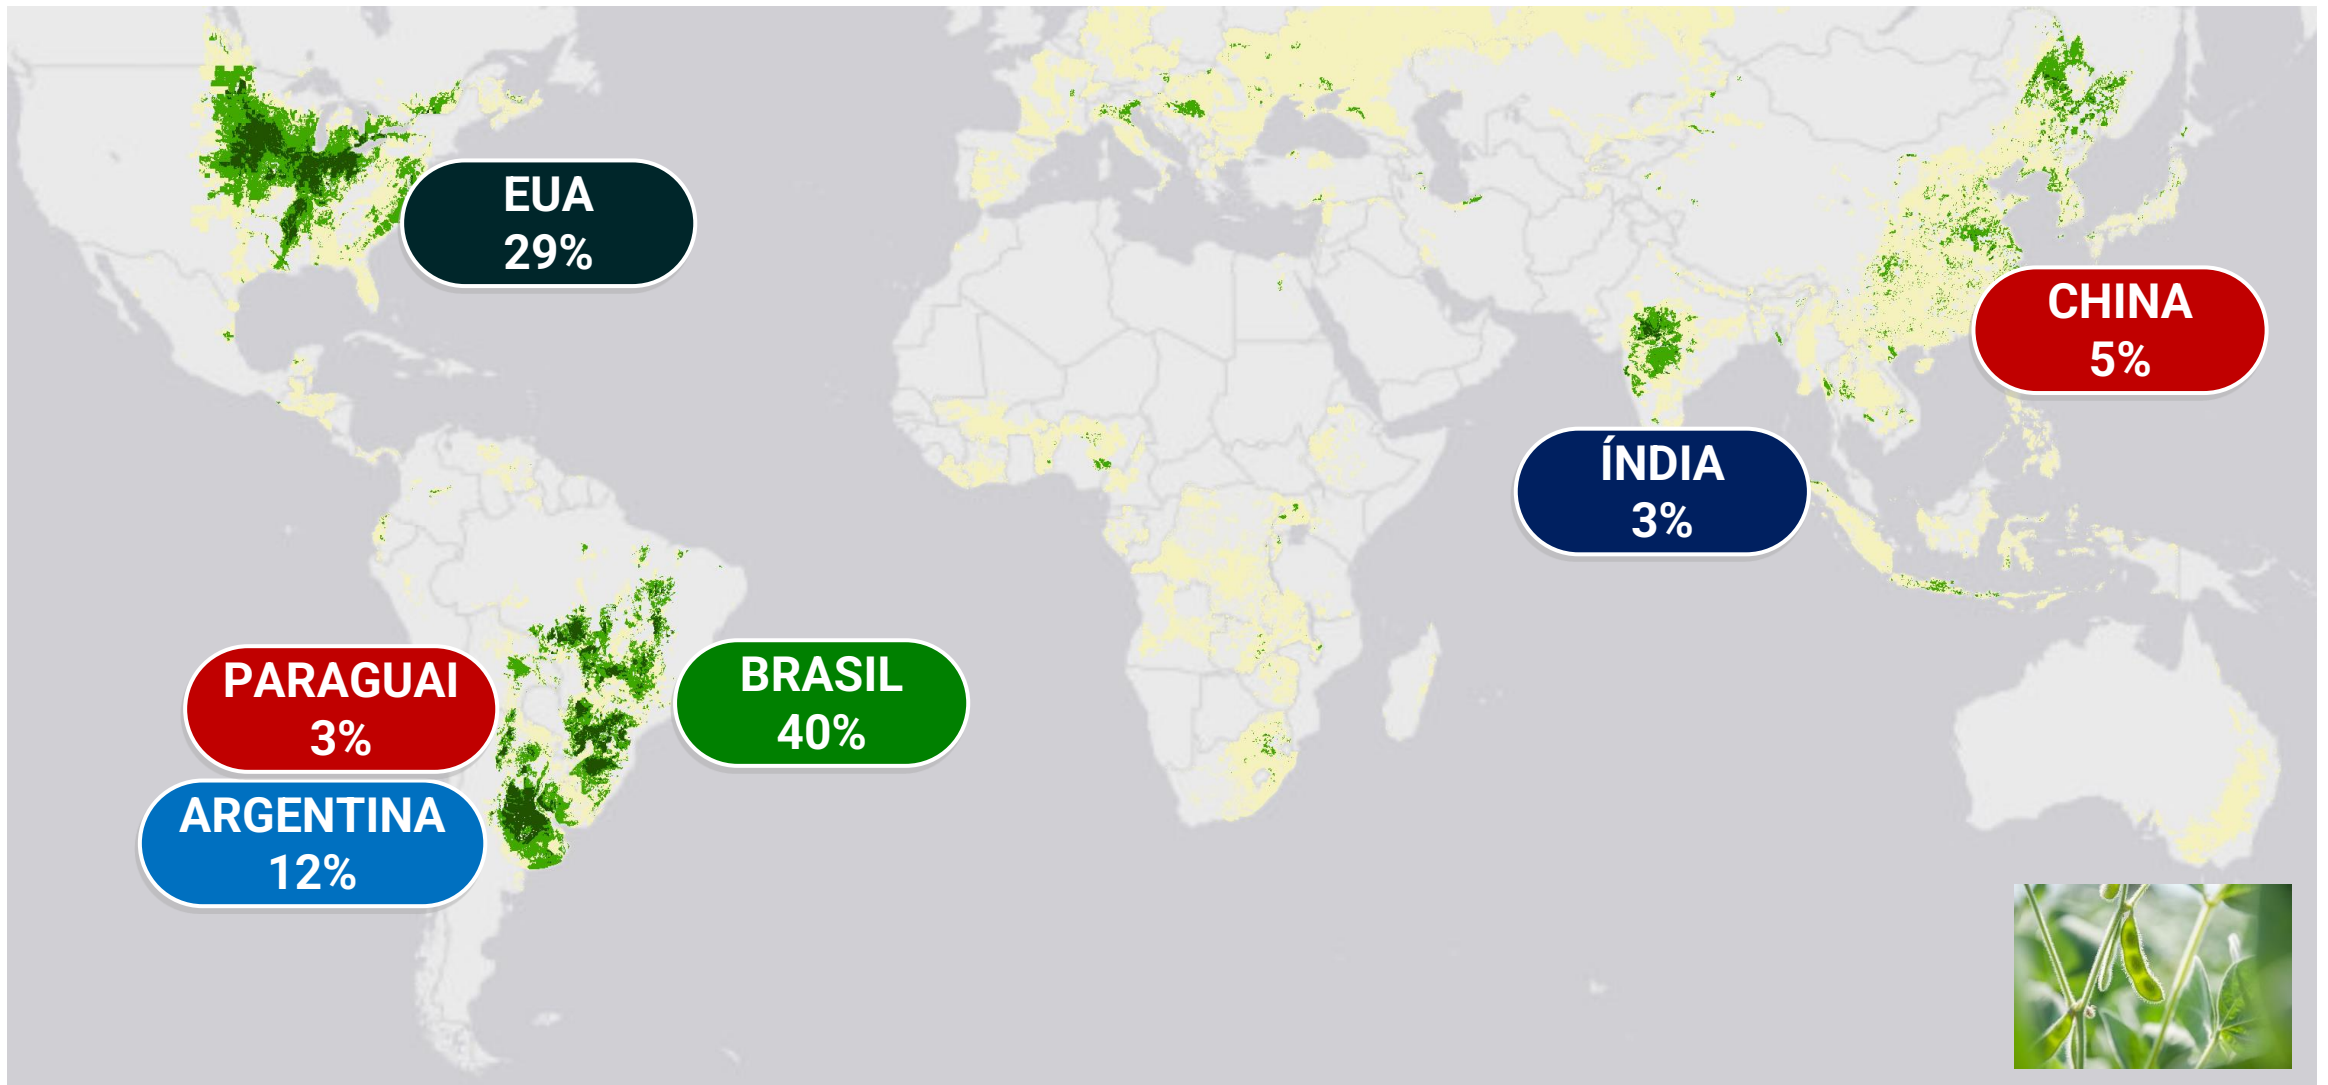 EUA
29%
CHINA
5%
ÍNDIA
3%
PARAGUAI
3%
BRASIL
40%
ARGENTINA
12%